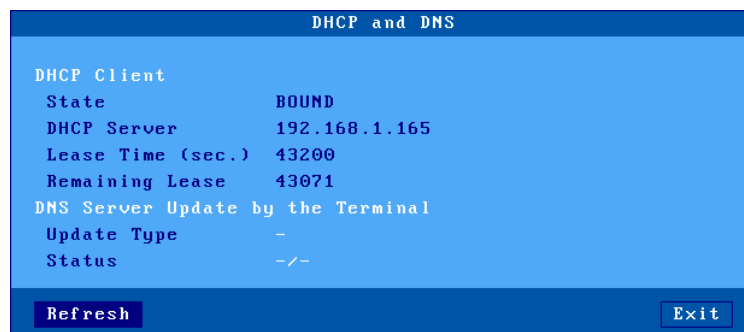 DHCP and DNS
DHCP Client
State BOUND
DHCP Server 192.168.1.165
Lease Time (sec.) 43200
Remaining Lease 43071
DNS Server Update by the Terminal
Update Type -
Status -/-
Refresh Exit